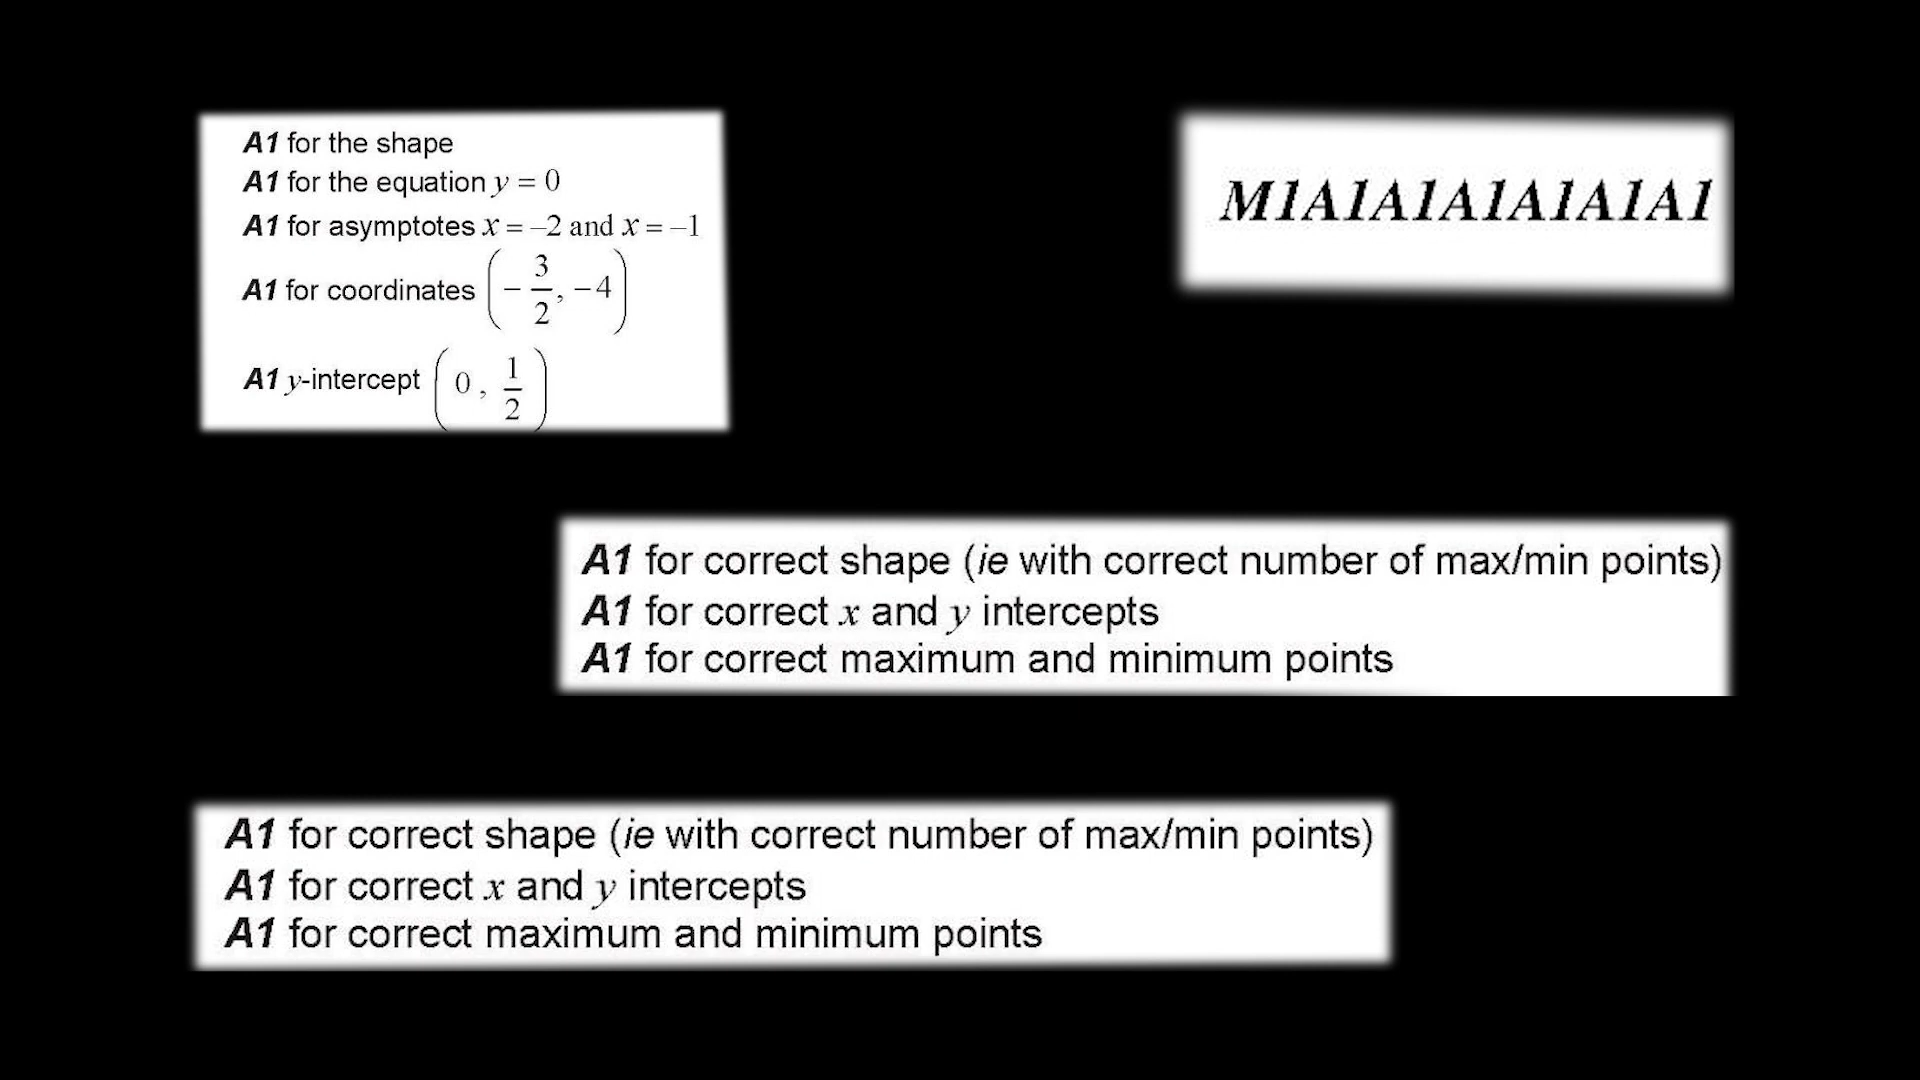 A1 for the shape
A1 for the equation y = 0
A1 for asymptotes x = –2 and x = –1
A1 for coordinates (−3/2, −4)
A1 y-intercept (0, 1/2)
M1A1A1A1A1A1A1
A1 for correct shape (ie with correct number of max/min points)
A1 for correct x and y intercepts
A1 for correct maximum and minimum points
A1 for correct shape (ie with correct number of max/min points)
A1 for correct x and y intercepts
A1 for correct maximum and minimum points